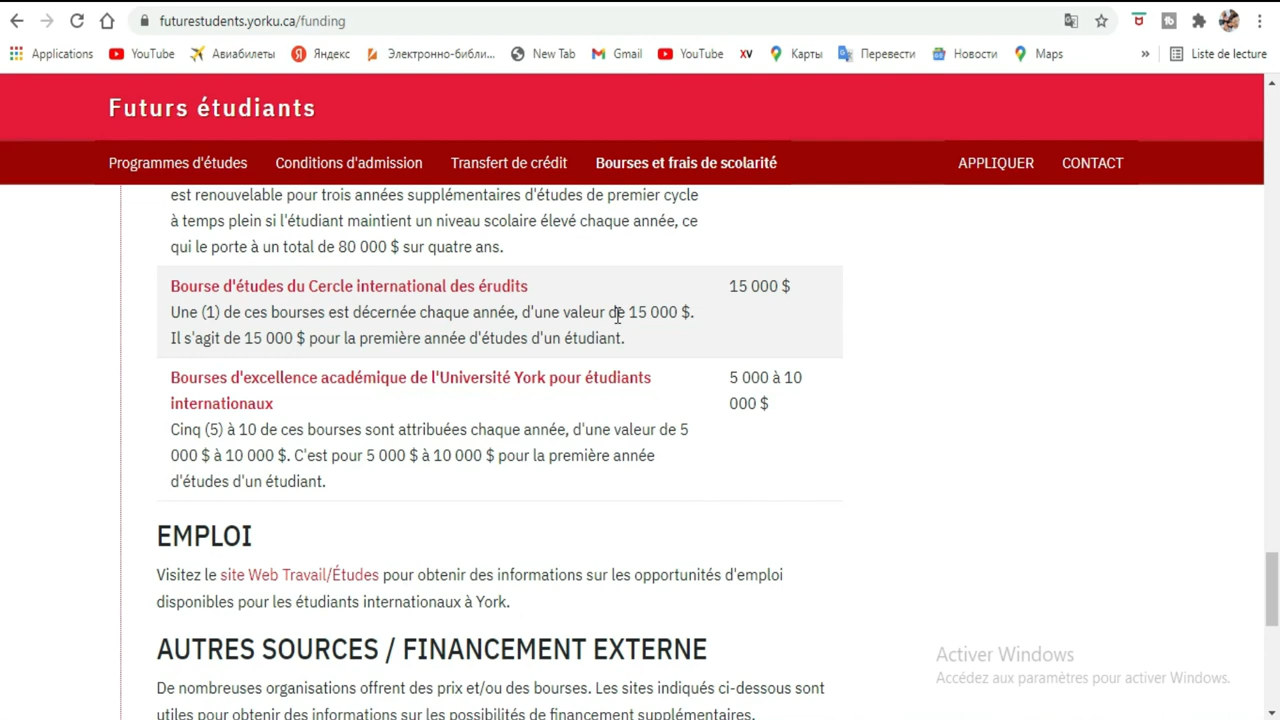 futurestudents.yorku.ca/funding
Applications YouTube Авиабилеты Яндекс Электронно-библи... New Tab Gmail YouTube XV Карты Перевести Новости Maps » Liste de lecture
Futurs étudiants
Programmes d'études Conditions d'admission Transfert de crédit Bourses et frais de scolarité APPLIQUER CONTACT
est renouvelable pour trois années supplémentaires d'études de premier cycle
à temps plein si l'étudiant maintient un niveau scolaire élevé chaque année, ce
qui le porte à un total de 80 000 $ sur quatre ans.
Bourse d'études du Cercle international des érudits 15 000 $
Une (1) de ces bourses est décernée chaque année, d'une valeur de 15 000 $.
Il s'agit de 15 000 $ pour la première année d'études d'un étudiant.
Bourses d'excellence académique de l'Université York pour étudiants 5 000 à 10
internationaux 000 $
Cinq (5) à 10 de ces bourses sont attribuées chaque année, d'une valeur de 5
000 $ à 10 000 $. C'est pour 5 000 $ à 10 000 $ pour la première année
d'études d'un étudiant.
EMPLOI
Visitez le site Web Travail/Études pour obtenir des informations sur les opportunités d'emploi
disponibles pour les étudiants internationaux à York.
AUTRES SOURCES / FINANCEMENT EXTERNE
Activer Windows
Accédez aux paramètres pour activer Windows.
De nombreuses organisations offrent des prix et/ou des bourses. Les sites indiqués ci-dessous sont
utiles pour obtenir des informations sur les possibilités de financement supplémentaires.